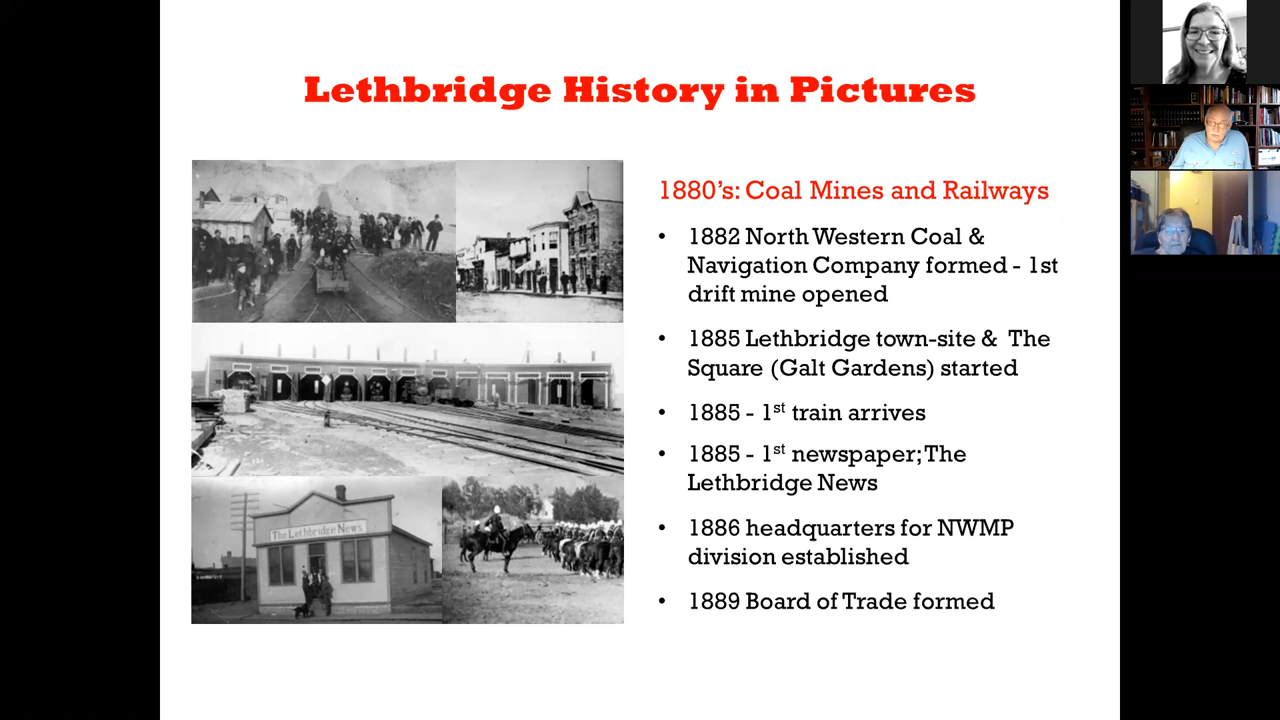 Lethbridge History in Pictures
1880's: Coal Mines and Railways
• 1882 North Western Coal &
Navigation Company formed - 1st
drift mine opened
• 1885 Lethbridge town-site & The
Square (Galt Gardens) started
• 1885 - 1st train arrives
• 1885 - 1st newspaper; The
Lethbridge News
• 1886 headquarters for NWMP
division established
• 1889 Board of Trade formed
The Lethbridge News.